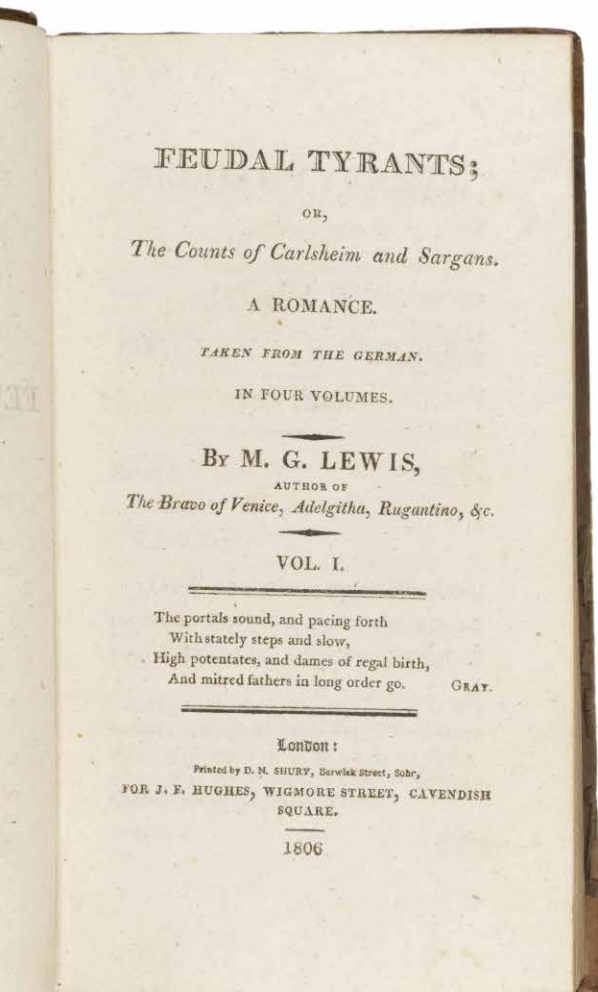 FEUDAL TYRANTS;
OR,
The Counts of Carlsheim and Sargans.
A ROMANCE.
TAKEN FROM THE GERMAN.
IN FOUR VOLUMES.
BY M. G. LEWIS,
AUTHOR OF
The Bravo of Venice, Adelgitha, Rugantino, &c.
VOL. I.
The portals sound, and pacing forth
With stately steps and slow,
High potentates, and dames of regal birth,
And mitred fathers in long order go. GRAY.
London:
Printed by D. N. SHURY, Berwick Street, Soho,
FOR J. F. HUGHES, WIGMORE STREET, CAVENDISH
SQUARE.
1806